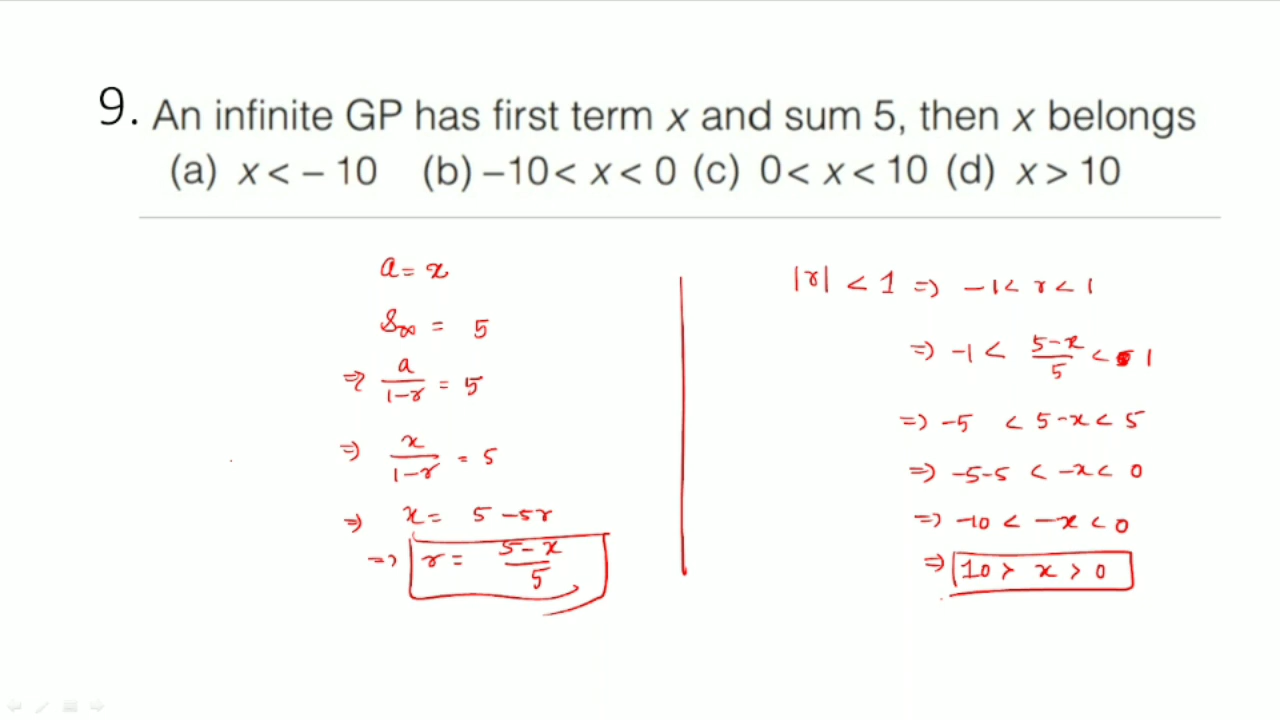 9. An infinite GP has first term x and sum 5, then x belongs
(a) x < – 10 (b) –10 < x < 0 (c) 0 < x < 10 (d) x > 10
a = x
S∞ = 5
⇒ a/(1-r) = 5
⇒ x/(1-r) = 5
⇒ x = 5 - 5r
⇒ r = (5-x)/5
|r| < 1 ⇒ -1 < r < 1
⇒ -1 < (5-x)/5 < 1
⇒ -5 < 5-x < 5
⇒ -5-5 < -x < 0
⇒ -10 < -x < 0
⇒ 10 > x > 0